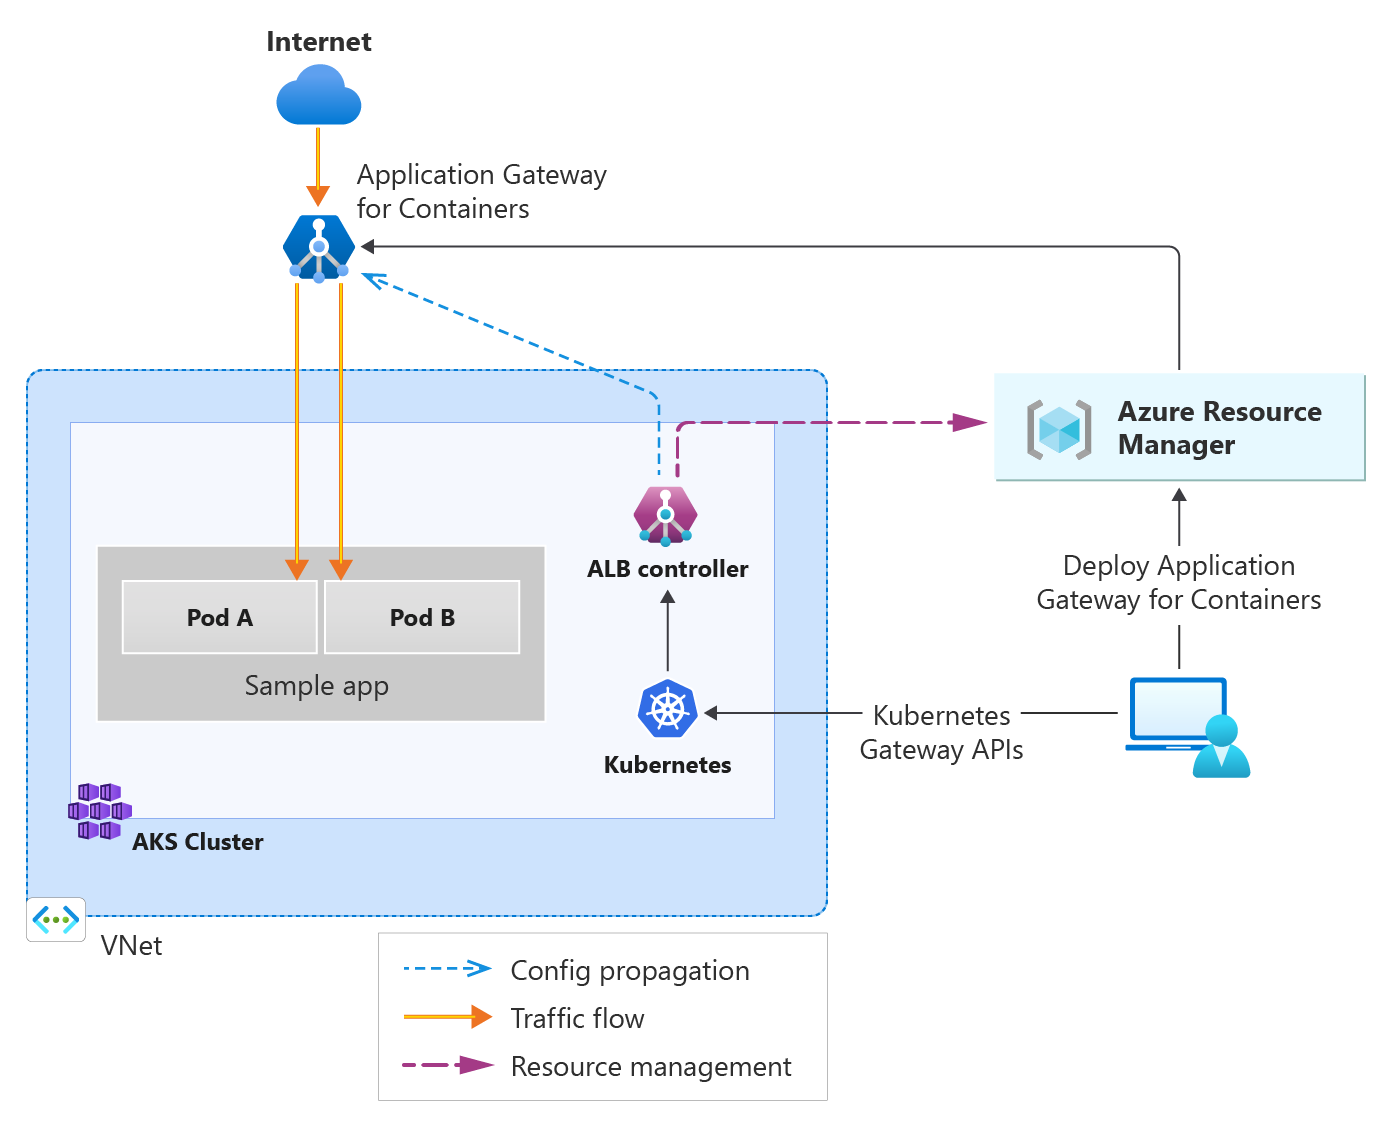 Internet
Application Gateway
for Containers
Azure Resource
Manager
ALB controller
Deploy Application
Gateway for Containers
Pod A
Pod B
Sample app
Kubernetes
Gateway APIs
Kubernetes
AKS Cluster
VNet
Config propagation
Traffic flow
Resource management